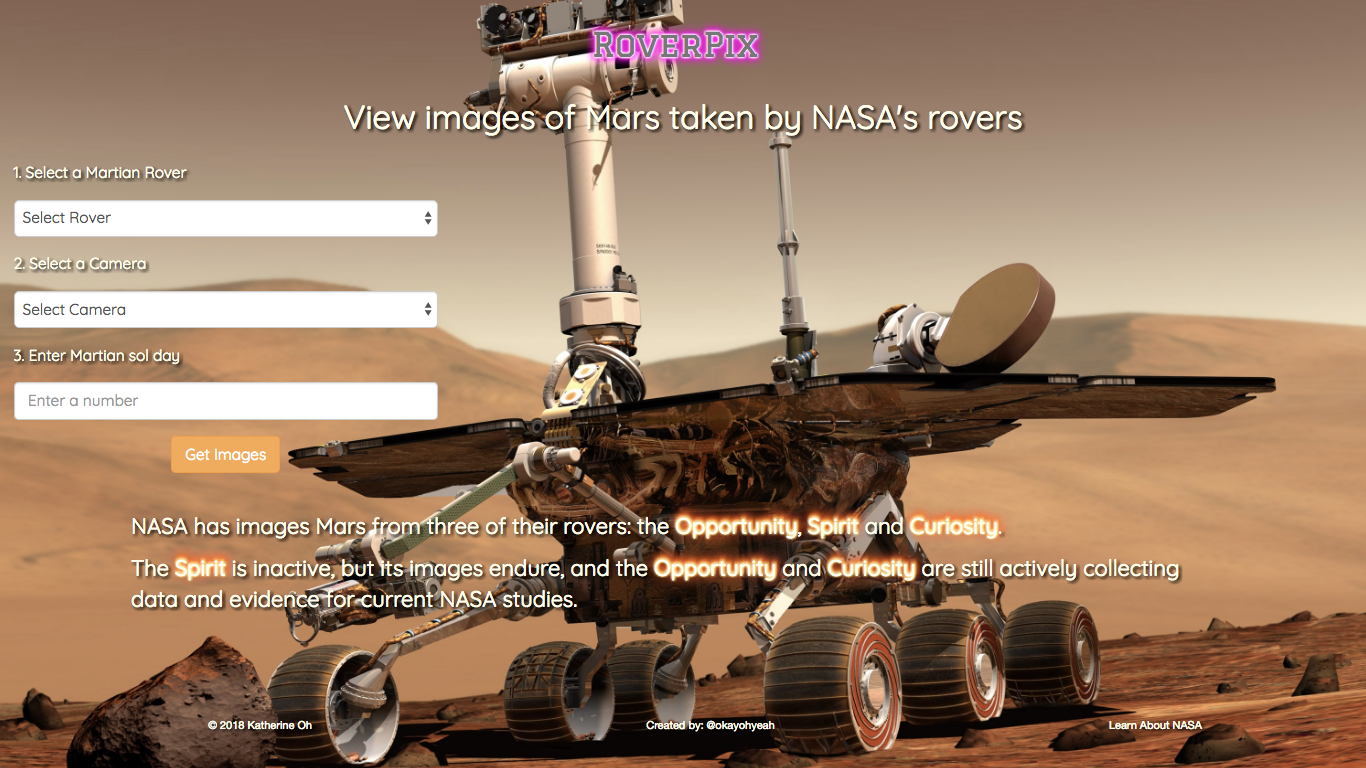 RoverPix
View images of Mars taken by NASA's rovers
1. Select a Martian Rover
Select Rover
2. Select a Camera
Select Camera
3. Enter Martian sol day
Enter a number
Get Images
NASA has images Mars from three of their rovers: the Opportunity, Spirit and Curiosity.
The Spirit is inactive, but its images endure, and the Opportunity and Curiosity are still actively collecting
data and evidence for current NASA studies.
© 2018 Katherine Oh
Created by: @okayohyeah
Learn About NASA